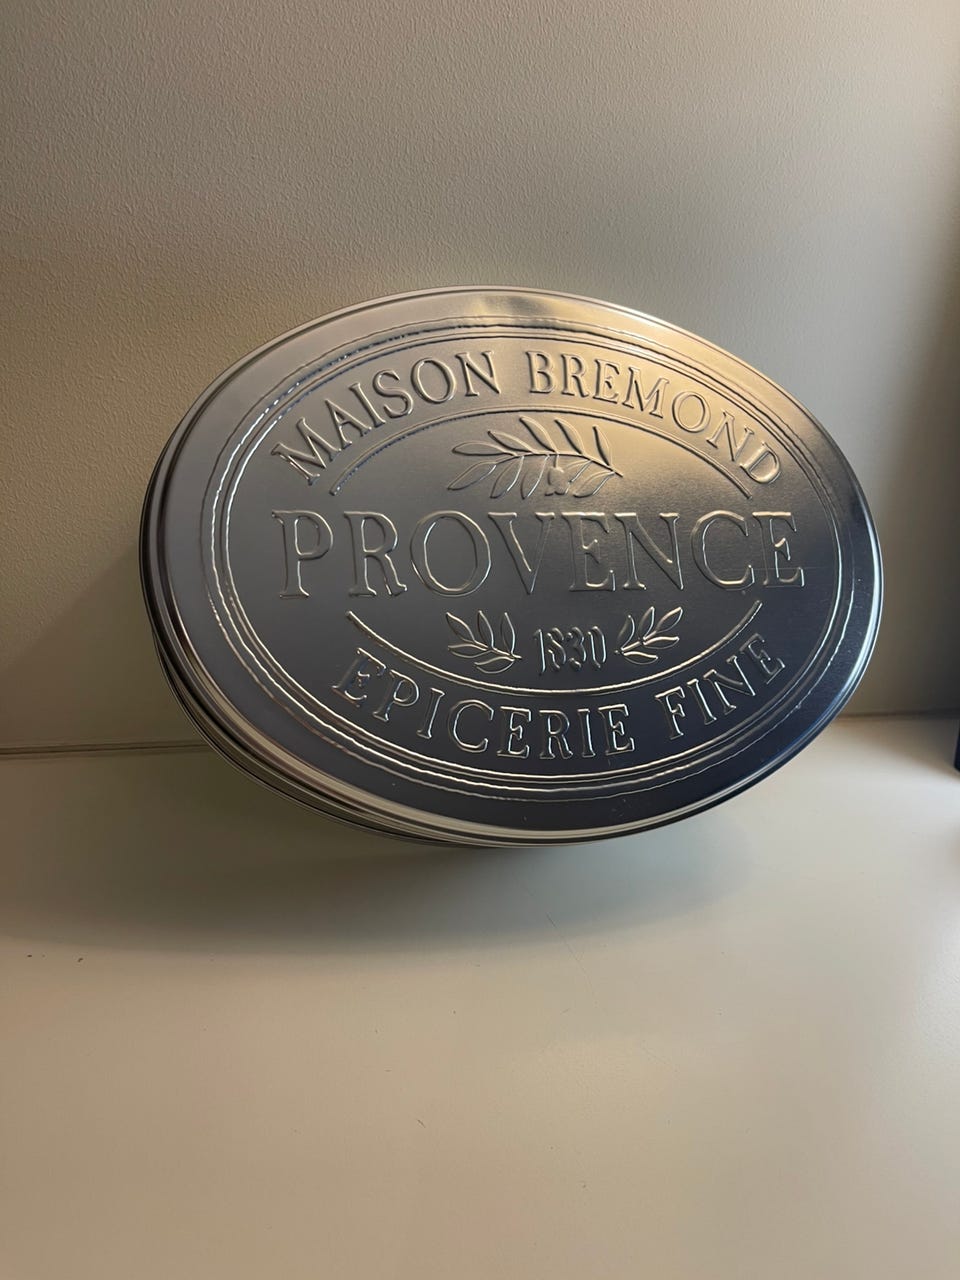 MAISON BREMOND
PROVENCE
1830
EPICERIE FINE